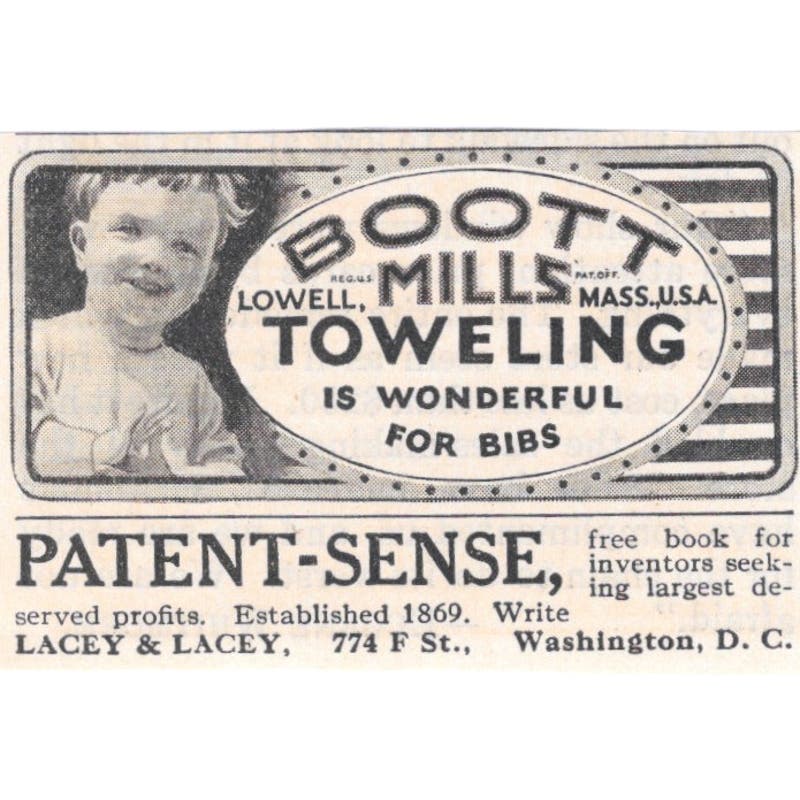 BOOTT
REG. U.S. MILLS PAT. OFF.
LOWELL, MASS., U.S.A.
TOWELING
IS WONDERFUL
FOR BIBS
PATENT-SENSE, free book for
inventors seek-
ing largest de-
served profits. Established 1869. Write
LACEY & LACEY, 774 F St., Washington, D. C.